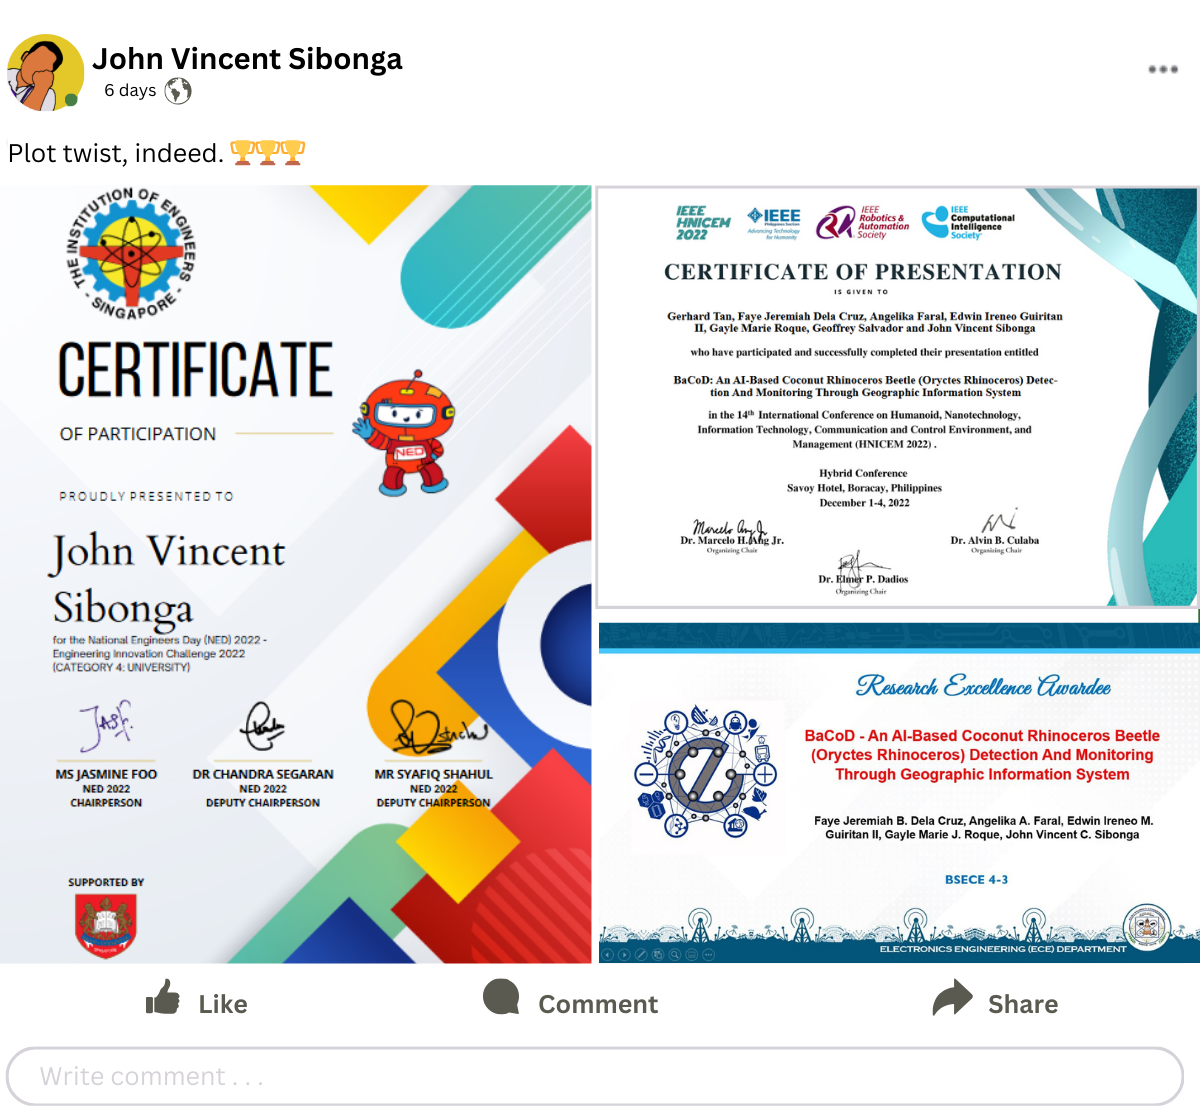 John Vincent Sibonga
6 days
Plot twist, indeed. 🏆🏆🏆
THE INSTITUTION OF ENGINEERS
- SINGAPORE -
CERTIFICATE
OF PARTICIPATION
PROUDLY PRESENTED TO
NED
John Vincent
Sibonga
for the National Engineers Day (NED) 2022 -
Engineering Innovation Challenge 2022
(CATEGORY 4: UNIVERSITY)
MS JASMINE FOO
NED 2022
CHAIRPERSON
DR CHANDRA SEGARAN
NED 2022
DEPUTY CHAIRPERSON
MR SYAFIQ SHAHUL
NED 2022
DEPUTY CHAIRPERSON
SUPPORTED BY
IEEE
HNICEM
2022
IEEE
Advancing Technology
for Humanity
IEEE
Robotics &
Automation
Society
IEEE
Computational
Intelligence
Society
CERTIFICATE OF PRESENTATION
IS GIVEN TO
Gerhard Tan, Faye Jeremiah Dela Cruz, Angelika Faral, Edwin Ireneo Guiritan
II, Gayle Marie Roque, Geoffrey Salvador and John Vincent Sibonga
who have participated and successfully completed their presentation entitled
BaCoD: An AI-Based Coconut Rhinoceros Beetle (Oryctes Rhinoceros) Detec-
tion And Monitoring Through Geographic Information System
in the 14th International Conference on Humanoid, Nanotechnology,
Information Technology, Communication and Control Environment, and
Management (HNICEM 2022) .
Hybrid Conference
Savoy Hotel, Boracay, Philippines
December 1-4, 2022
Dr. Marcelo H. Ang Jr.
Organizing Chair
Dr. Alvin B. Culaba
Organizing Chair
Dr. Elmer P. Dadios
Organizing Chair
Research Excellence Awardee
BaCoD - An AI-Based Coconut Rhinoceros Beetle
(Oryctes Rhinoceros) Detection And Monitoring
Through Geographic Information System
Faye Jeremiah B. Dela Cruz, Angelika A. Faral, Edwin Ireneo M.
Guiritan II, Gayle Marie J. Roque, John Vincent C. Sibonga
BSECE 4-3
ELECTRONICS ENGINEERING (ECE) DEPARTMENT
Like
Comment
Share
Write comment . . .